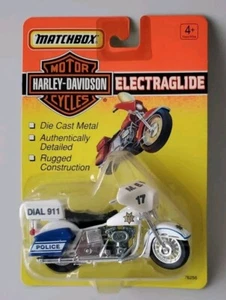 MATCHBOX
4+
MOTOR
HARLEY-DAVIDSON
CYCLES
ELECTRAGLIDE
Die Cast Metal
Authentically
Detailed
Rugged
Construction
17
DIAL 911
POLICE